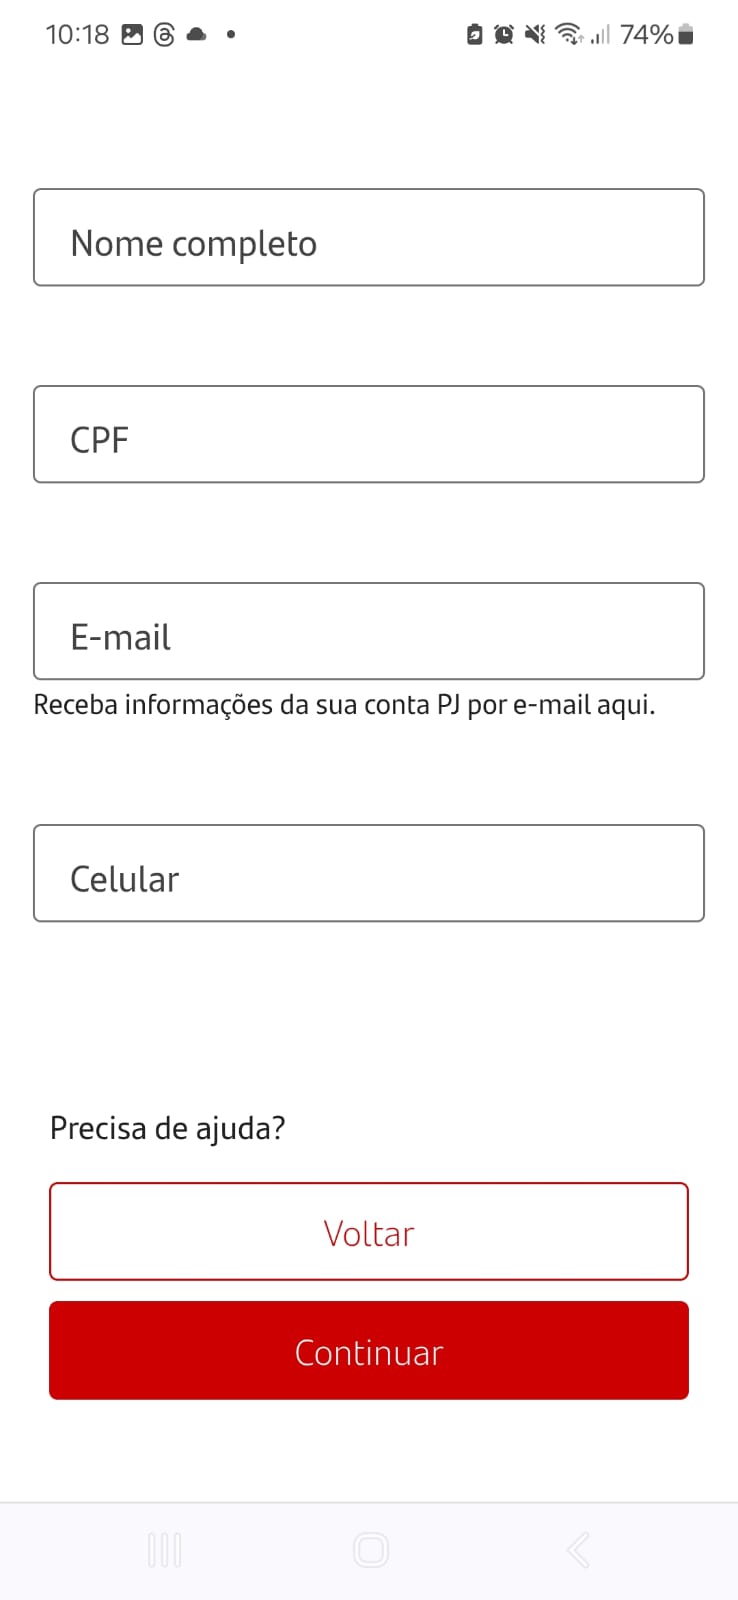 10:18
74%
Nome completo
CPF
E-mail
Receba informações da sua conta PJ por e-mail aqui.
Celular
Precisa de ajuda?
Voltar
Continuar